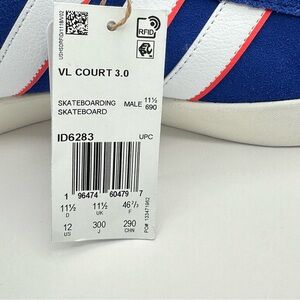 RFID
VL COURT 3.0
SKATEBOARDING MALE 11½
SKATEBOARD 690
ID6283 UPC
1 96474 60479 7
11½ 11½ 46⅔
D UK F
12 300 290
US J CHN